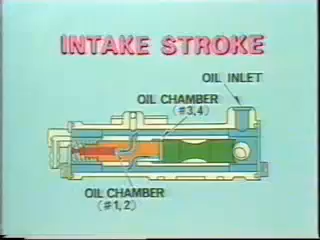 INTAKE STROKE
OIL INLET
OIL CHAMBER
(#3,4)
OIL CHAMBER
(#1,2)